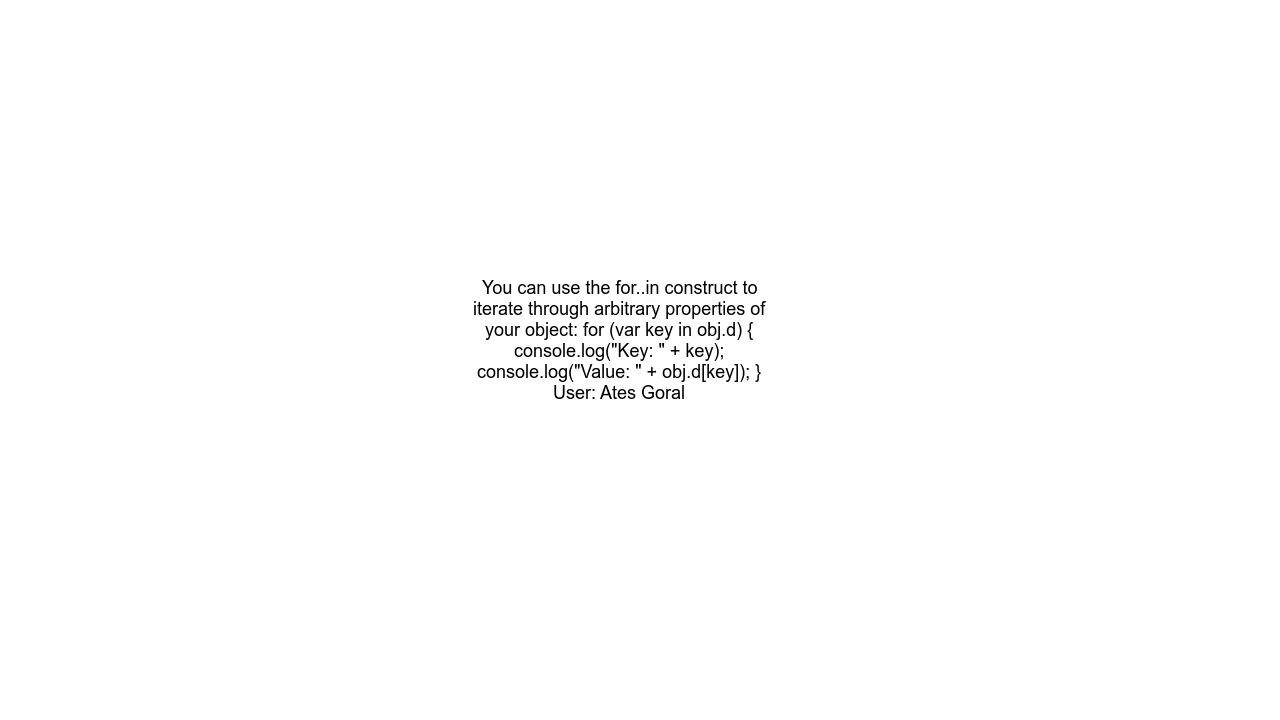 You can use the for..in construct to
iterate through arbitrary properties of
your object: for (var key in obj.d) {
console.log("Key: " + key);
console.log("Value: " + obj.d[key]); }
User: Ates Goral